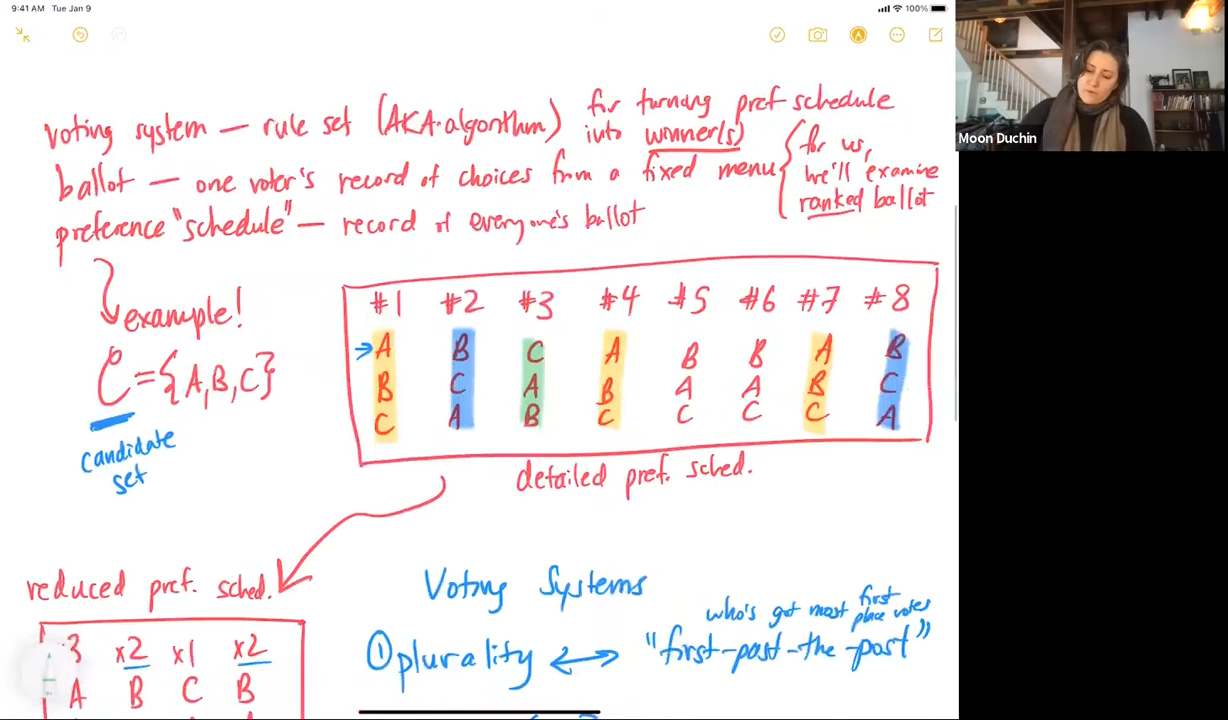 9:41 AM Tue Jan 9
100%
Moon Duchin
voting system — rule set (AKA algorithm) for turning pref schedule
into winner(s)
ballot — one voter's record of choices from a fixed menu
for us,
we'll examine
ranked ballot
preference "schedule" — record of everyone's ballot
example!
C = {A,B,C}
candidate
set
#1 #2 #3 #4 #5 #6 #7 #8
A B C A B B A B
B C A B A A B C
C A B C C C C A
detailed pref. sched.
reduced pref. sched.
3 x2 x1 x2
A B C B
Voting Systems
who's got most first
place votes
① plurality ↔ "first-past-the-post"